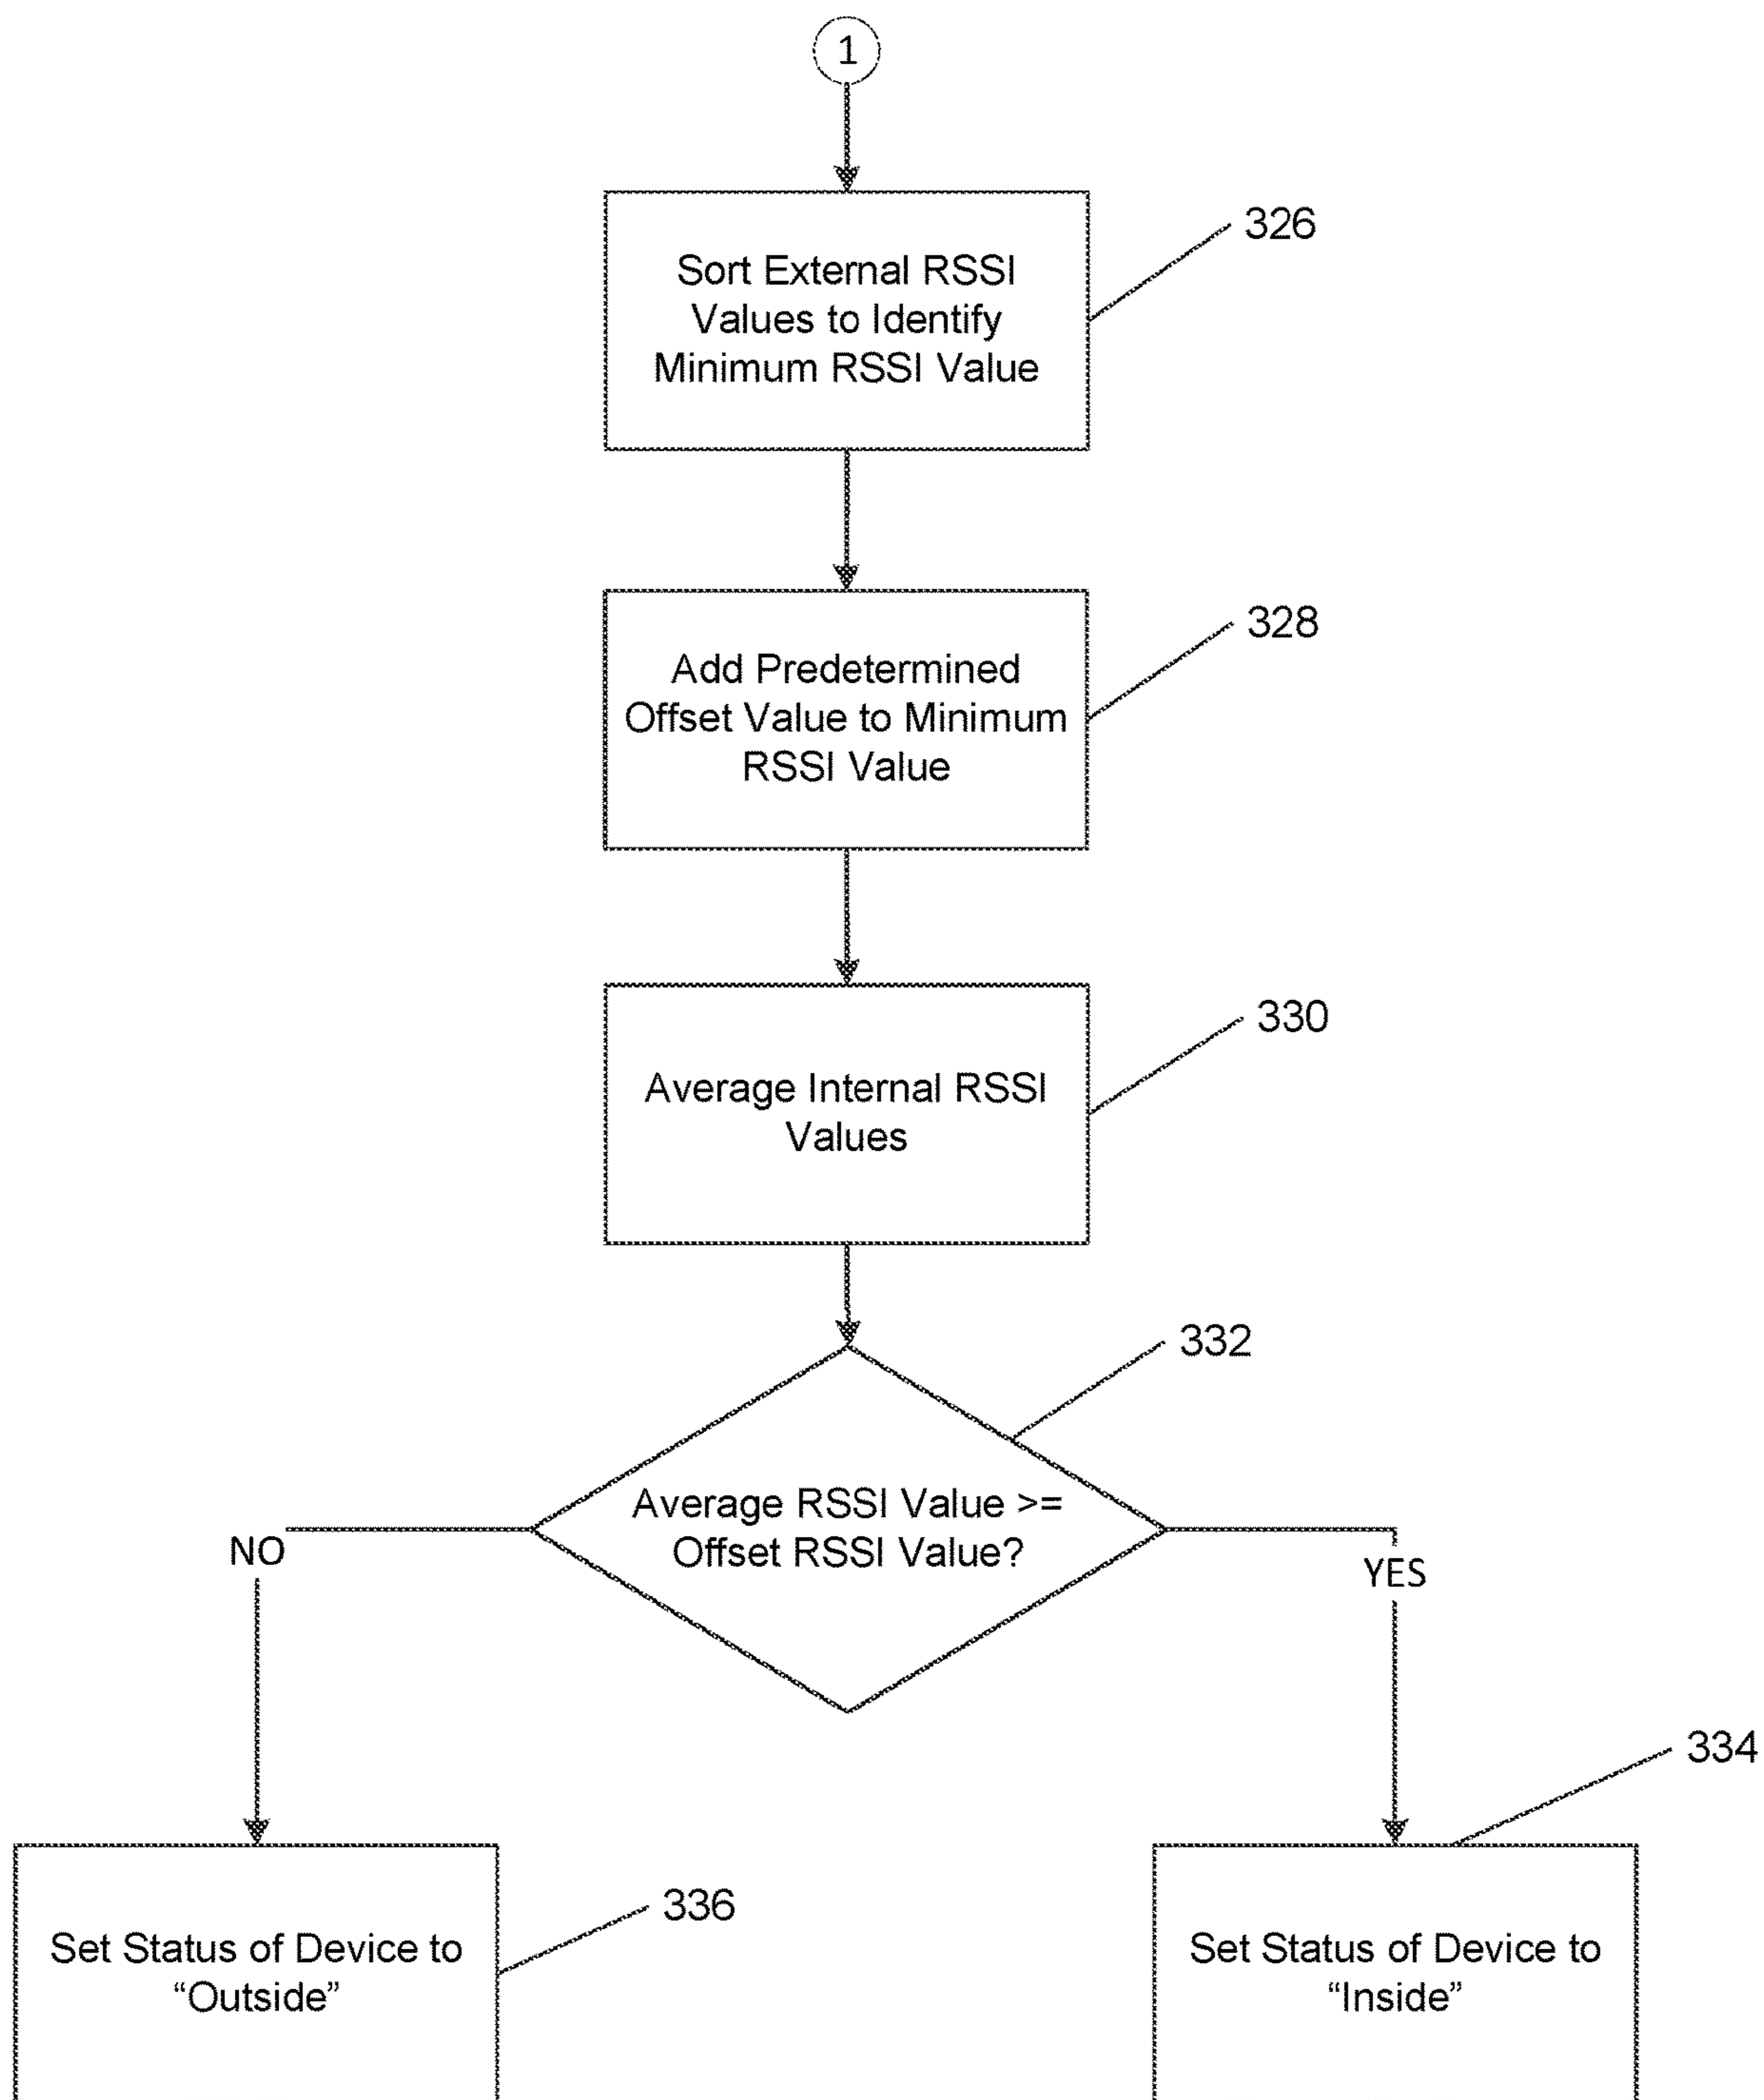 1
326
Sort External RSSI
Values to Identify
Minimum RSSI Value
328
Add Predetermined
Offset Value to Minimum
RSSI Value
330
Average Internal RSSI
Values
332
Average RSSI Value >=
Offset RSSI Value?
NO
YES
334
336
Set Status of Device to
“Outside”
Set Status of Device to
“Inside”